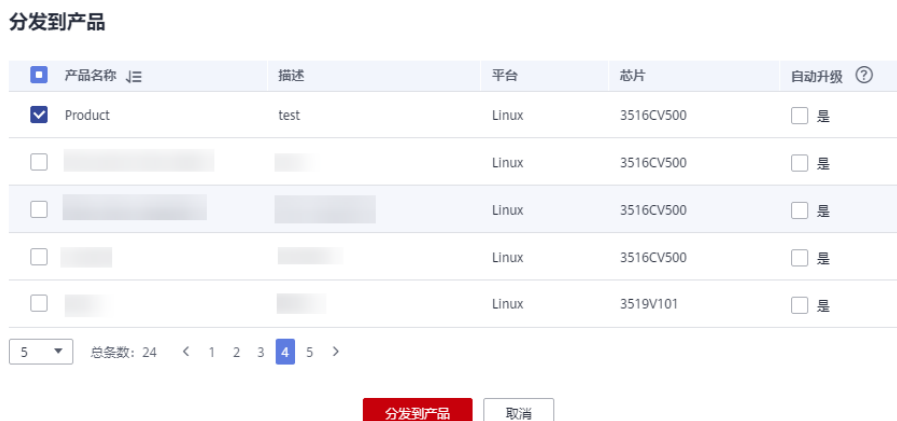 分发到产品
产品名称 描述 平台 芯片 自动升级 ?
Product test Linux 3516CV500 是
Linux 3516CV500 是
Linux 3516CV500 是
Linux 3516CV500 是
Linux 3519V101 是
5 总条数: 24 < 1 2 3 4 5 >
分发到产品 取消